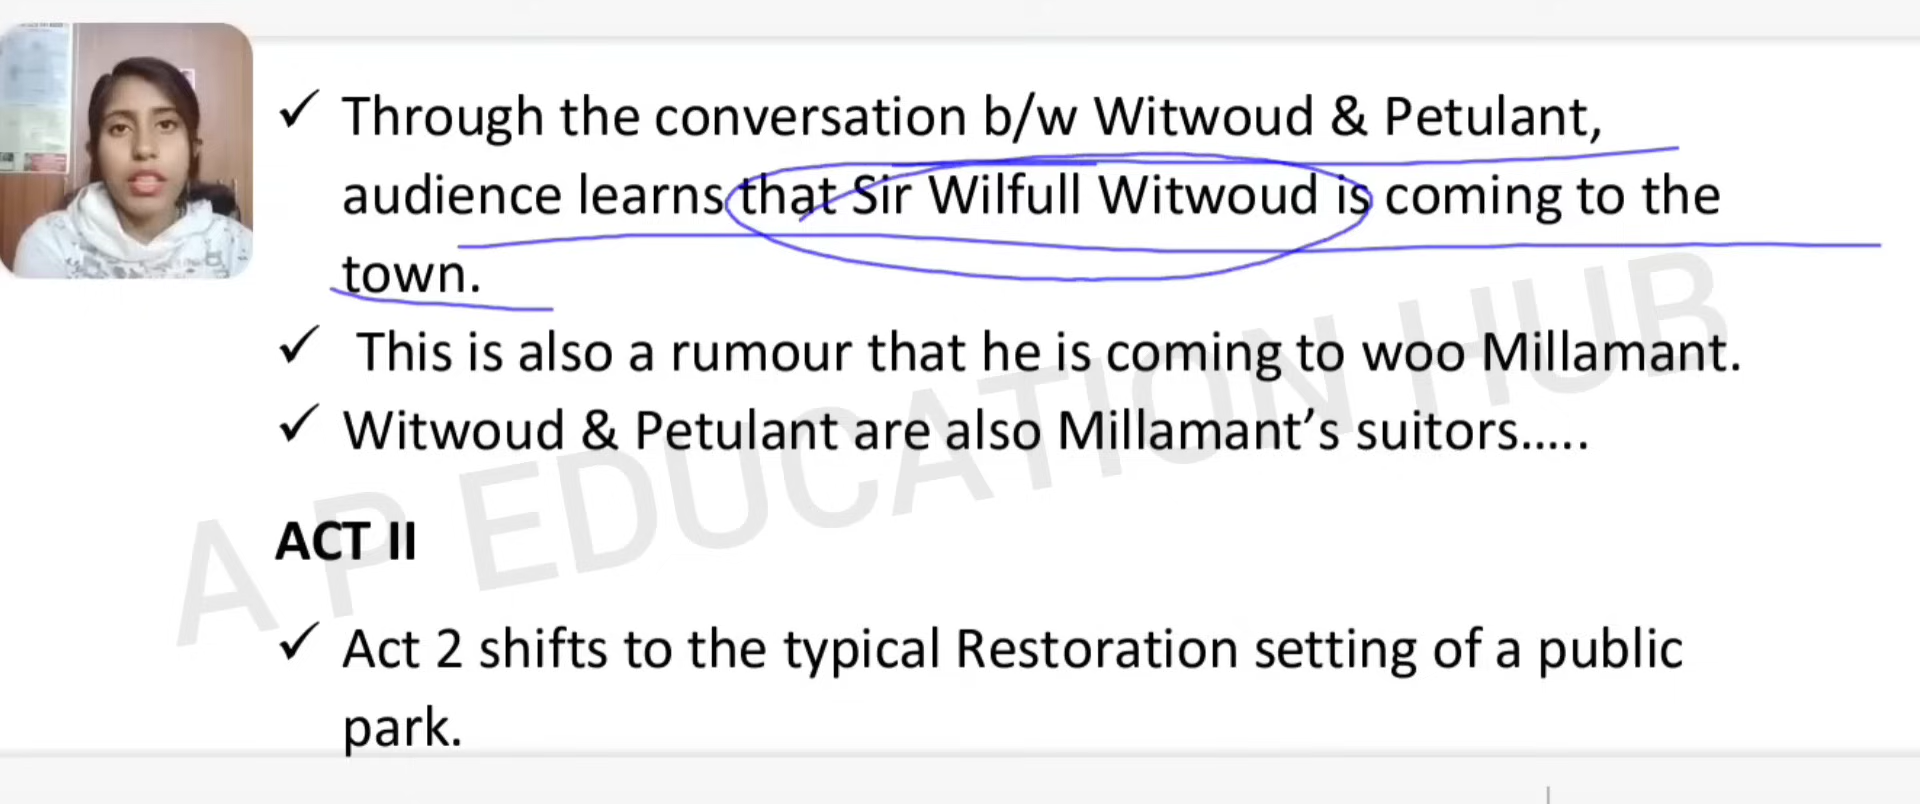 ✓ Through the conversation b/w Witwoud & Petulant,
audience learns that Sir Wilfull Witwoud is coming to the
town.
✓ This is also a rumour that he is coming to woo Millamant.
✓ Witwoud & Petulant are also Millamant's suitors.....
A P EDUCATION HUB
ACT II
✓ Act 2 shifts to the typical Restoration setting of a public
park.